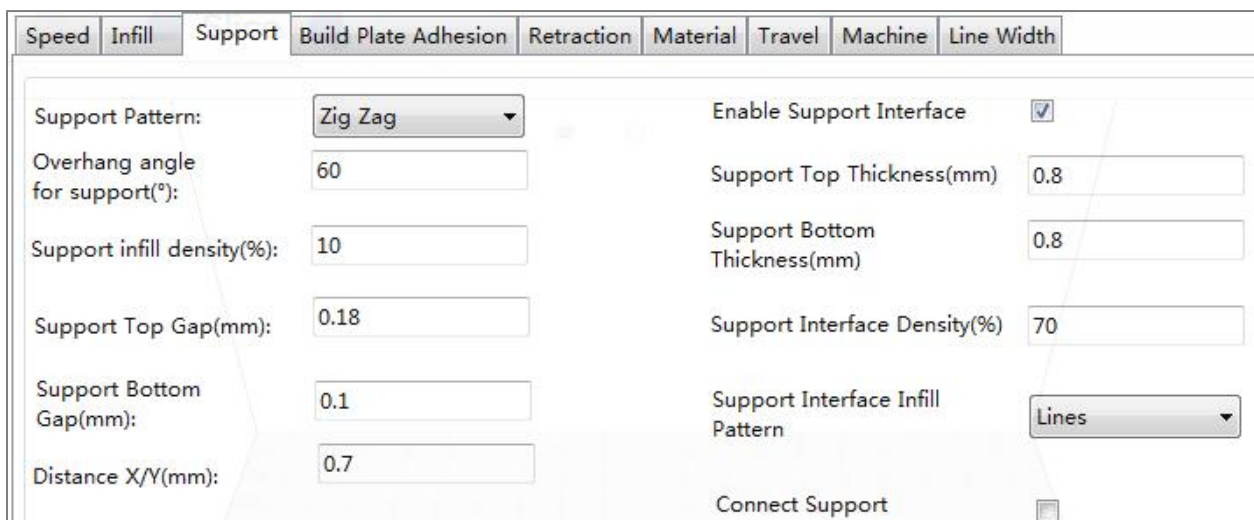 Speed Infill Support Build Plate Adhesion Retraction Material Travel Machine Line Width
Support Pattern: Zig Zag
Overhang angle
for support(°): 60
Support infill density(%): 10
Support Top Gap(mm): 0.18
Support Bottom
Gap(mm): 0.1
Distance X/Y(mm): 0.7
Enable Support Interface
Support Top Thickness(mm) 0.8
Support Bottom
Thickness(mm) 0.8
Support Interface Density(%) 70
Support Interface Infill
Pattern Lines
Connect Support